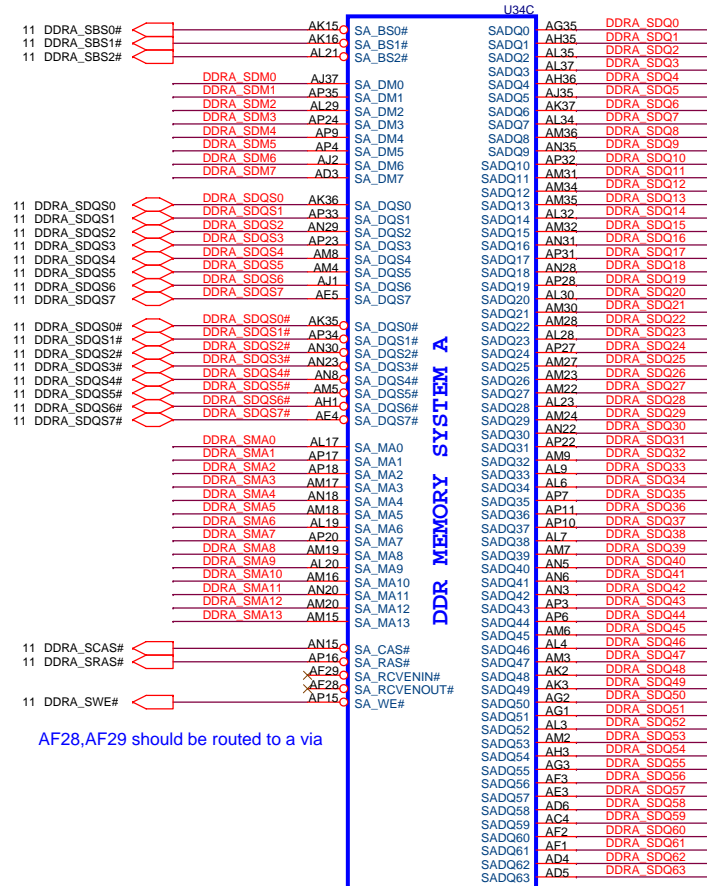 U34C
11 DDRA_SBS0# AK15 SA_BS0#
11 DDRA_SBS1# AK16 SA_BS1#
11 DDRA_SBS2# AL21 SA_BS2#
DDRA_SDM0 AJ37 SA_DM0
DDRA_SDM1 AP35 SA_DM1
DDRA_SDM2 AL29 SA_DM2
DDRA_SDM3 AP24 SA_DM3
DDRA_SDM4 AP9 SA_DM4
DDRA_SDM5 AP4 SA_DM5
DDRA_SDM6 AJ2 SA_DM6
DDRA_SDM7 AD3 SA_DM7
11 DDRA_SDQS0 DDRA_SDQS0 AK36 SA_DQS0
11 DDRA_SDQS1 DDRA_SDQS1 AP33 SA_DQS1
11 DDRA_SDQS2 DDRA_SDQS2 AN29 SA_DQS2
11 DDRA_SDQS3 DDRA_SDQS3 AP23 SA_DQS3
11 DDRA_SDQS4 DDRA_SDQS4 AM8 SA_DQS4
11 DDRA_SDQS5 DDRA_SDQS5 AM4 SA_DQS5
11 DDRA_SDQS6 DDRA_SDQS6 AJ1 SA_DQS6
11 DDRA_SDQS7 DDRA_SDQS7 AE5 SA_DQS7
11 DDRA_SDQS0# DDRA_SDQS0# AK35 SA_DQS0#
11 DDRA_SDQS1# DDRA_SDQS1# AP34 SA_DQS1#
11 DDRA_SDQS2# DDRA_SDQS2# AN30 SA_DQS2#
11 DDRA_SDQS3# DDRA_SDQS3# AN23 SA_DQS3#
11 DDRA_SDQS4# DDRA_SDQS4# AN8 SA_DQS4#
11 DDRA_SDQS5# DDRA_SDQS5# AM5 SA_DQS5#
11 DDRA_SDQS6# DDRA_SDQS6# AH1 SA_DQS6#
11 DDRA_SDQS7# DDRA_SDQS7# AE4 SA_DQS7#
DDRA_SMA0 AL17 SA_MA0
DDRA_SMA1 AP17 SA_MA1
DDRA_SMA2 AP18 SA_MA2
DDRA_SMA3 AM17 SA_MA3
DDRA_SMA4 AN18 SA_MA4
DDRA_SMA5 AM18 SA_MA5
DDRA_SMA6 AL19 SA_MA6
DDRA_SMA7 AP20 SA_MA7
DDRA_SMA8 AM19 SA_MA8
DDRA_SMA9 AL20 SA_MA9
DDRA_SMA10 AM16 SA_MA10
DDRA_SMA11 AN20 SA_MA11
DDRA_SMA12 AM20 SA_MA12
DDRA_SMA13 AM15 SA_MA13
11 DDRA_SCAS# AN15 SA_CAS#
11 DDRA_SRAS# AP16 SA_RAS#
AF29 SA_RCVENIN#
AF28 SA_RCVENOUT#
11 DDRA_SWE# AP15 SA_WE#
AF28,AF29 should be routed to a via
DDR MEMORY SYSTEM A
SADQ0 AG35 DDRA_SDQ0
SADQ1 AH35 DDRA_SDQ1
SADQ2 AL35 DDRA_SDQ2
SADQ3 AL37 DDRA_SDQ3
SADQ4 AH36 DDRA_SDQ4
SADQ5 AJ35 DDRA_SDQ5
SADQ6 AK37 DDRA_SDQ6
SADQ7 AL34 DDRA_SDQ7
SADQ8 AM36 DDRA_SDQ8
SADQ9 AN35 DDRA_SDQ9
SADQ10 AP32 DDRA_SDQ10
SADQ11 AM31 DDRA_SDQ11
SADQ12 AM34 DDRA_SDQ12
SADQ13 AM35 DDRA_SDQ13
SADQ14 AL32 DDRA_SDQ14
SADQ15 AM32 DDRA_SDQ15
SADQ16 AN31 DDRA_SDQ16
SADQ17 AP31 DDRA_SDQ17
SADQ18 AN28 DDRA_SDQ18
SADQ19 AP28 DDRA_SDQ19
SADQ20 AL30 DDRA_SDQ20
SADQ21 AM30 DDRA_SDQ21
SADQ22 AM28 DDRA_SDQ22
SADQ23 AL28 DDRA_SDQ23
SADQ24 AP27 DDRA_SDQ24
SADQ25 AM27 DDRA_SDQ25
SADQ26 AM23 DDRA_SDQ26
SADQ27 AM22 DDRA_SDQ27
SADQ28 AL23 DDRA_SDQ28
SADQ29 AM24 DDRA_SDQ29
SADQ30 AN22 DDRA_SDQ30
SADQ31 AP22 DDRA_SDQ31
SADQ32 AM9 DDRA_SDQ32
SADQ33 AL9 DDRA_SDQ33
SADQ34 AL6 DDRA_SDQ34
SADQ35 AP7 DDRA_SDQ35
SADQ36 AP11 DDRA_SDQ36
SADQ37 AP10 DDRA_SDQ37
SADQ38 AL7 DDRA_SDQ38
SADQ39 AM7 DDRA_SDQ39
SADQ40 AN5 DDRA_SDQ40
SADQ41 AN6 DDRA_SDQ41
SADQ42 AN3 DDRA_SDQ42
SADQ43 AP3 DDRA_SDQ43
SADQ44 AP6 DDRA_SDQ44
SADQ45 AM6 DDRA_SDQ45
SADQ46 AL4 DDRA_SDQ46
SADQ47 AM3 DDRA_SDQ47
SADQ48 AK2 DDRA_SDQ48
SADQ49 AK3 DDRA_SDQ49
SADQ50 AG2 DDRA_SDQ50
SADQ51 AG1 DDRA_SDQ51
SADQ52 AL3 DDRA_SDQ52
SADQ53 AM2 DDRA_SDQ53
SADQ54 AH3 DDRA_SDQ54
SADQ55 AG3 DDRA_SDQ55
SADQ56 AF3 DDRA_SDQ56
SADQ57 AE3 DDRA_SDQ57
SADQ58 AD6 DDRA_SDQ58
SADQ59 AC4 DDRA_SDQ59
SADQ60 AF2 DDRA_SDQ60
SADQ61 AF1 DDRA_SDQ61
SADQ62 AD4 DDRA_SDQ62
SADQ63 AD5 DDRA_SDQ63